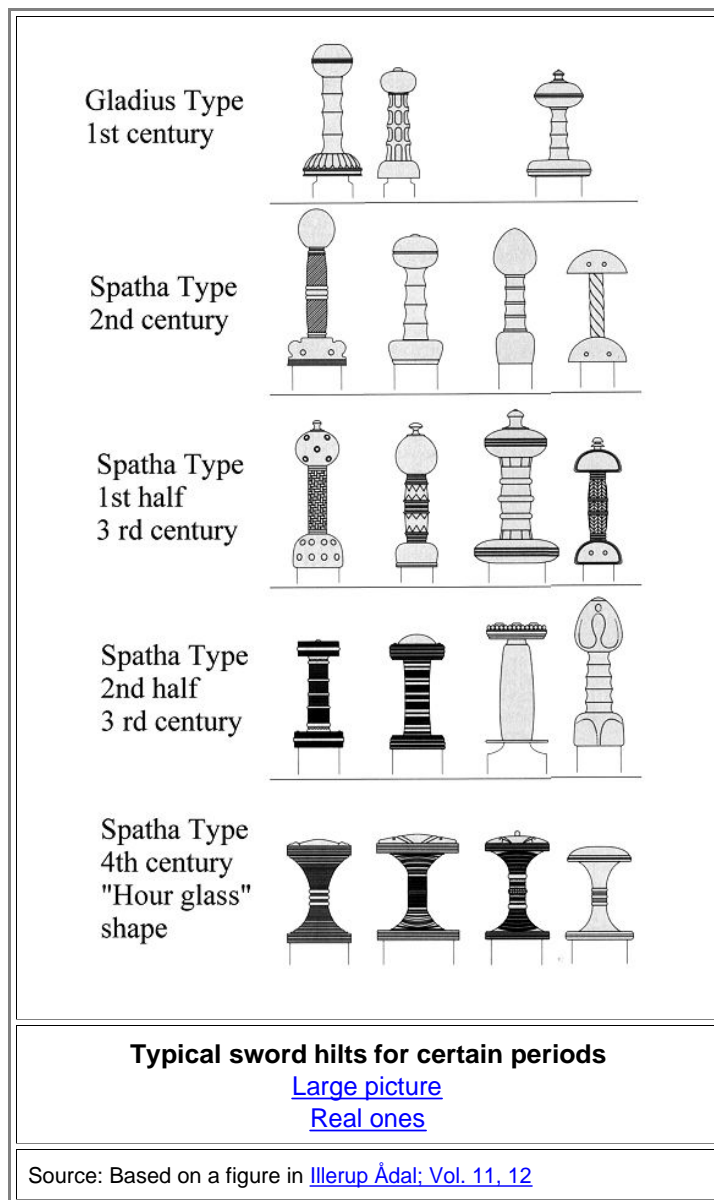 Gladius Type
1st century
Spatha Type
2nd century
Spatha Type
1st half
3 rd century
Spatha Type
2nd half
3 rd century
Spatha Type
4th century
"Hour glass"
shape
Typical sword hilts for certain periods
Large picture
Real ones
Source: Based on a figure in Illerup Ådal; Vol. 11, 12